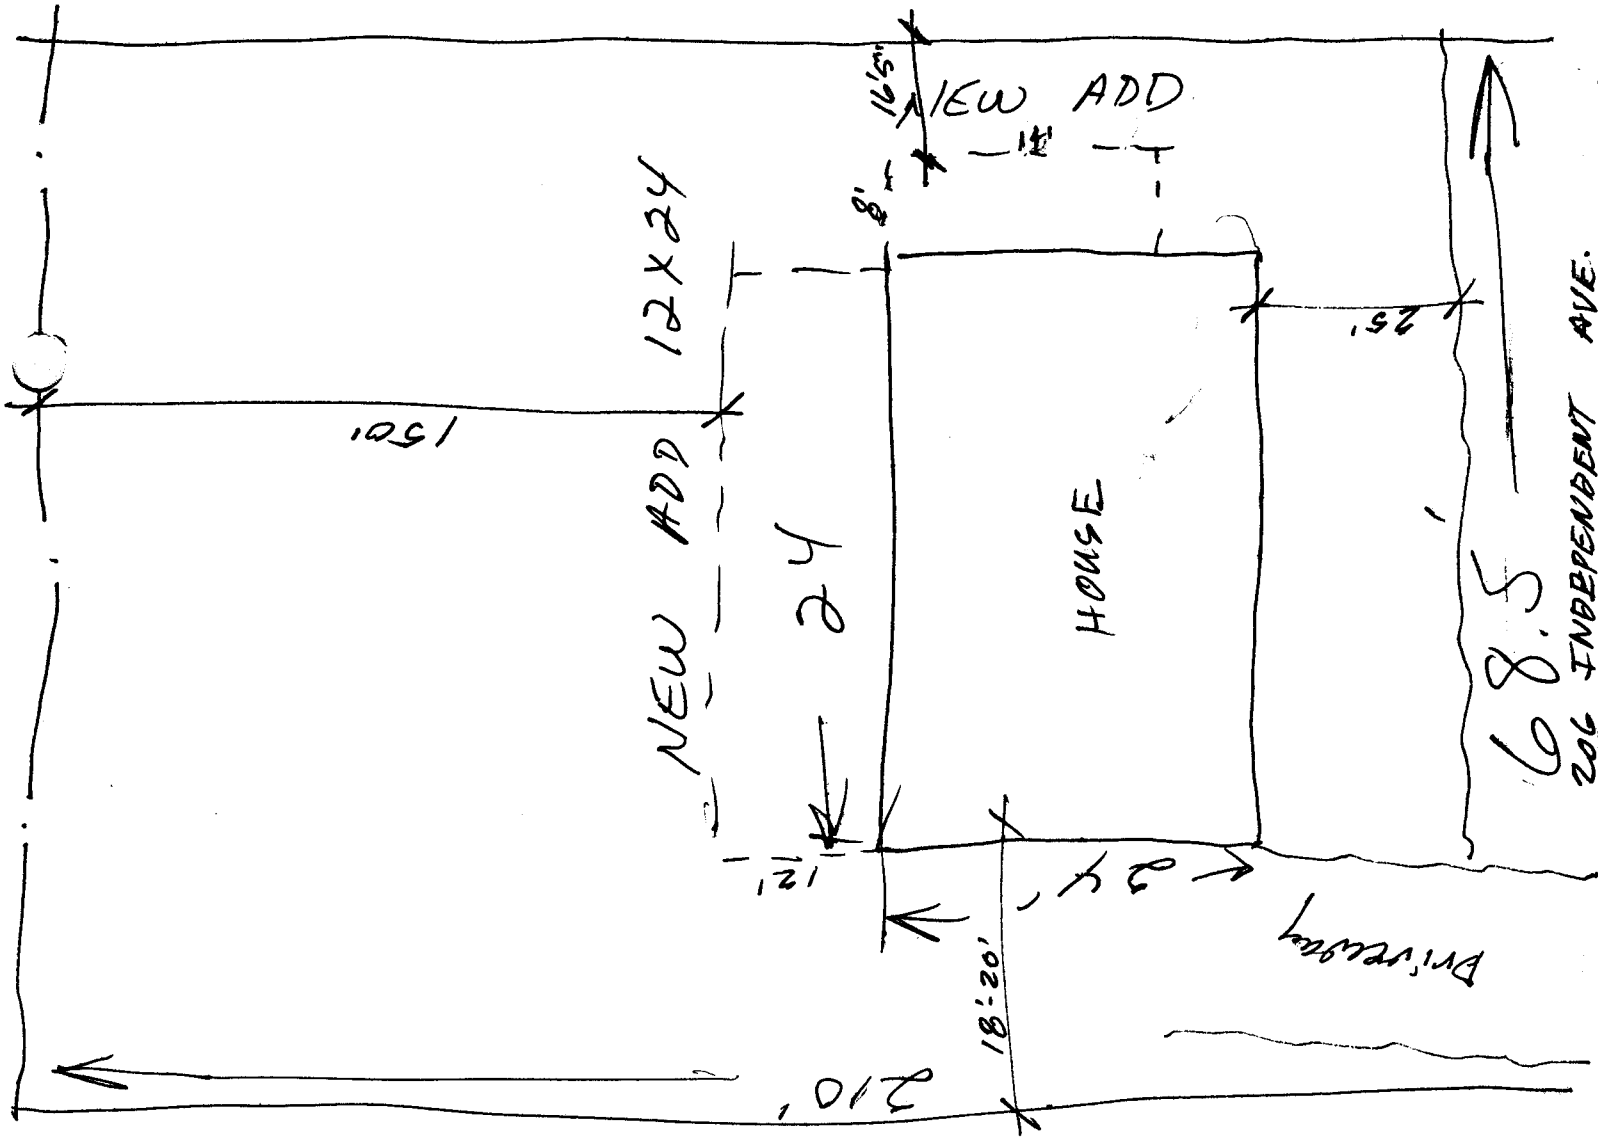 16'5"
NEW ADD
8'
NEW ADD 12X24
150'
24
HOUSE
25'
12'
24'
18'-20'
Driveway
210'
68.5
206 INDEPENDENT AVE.